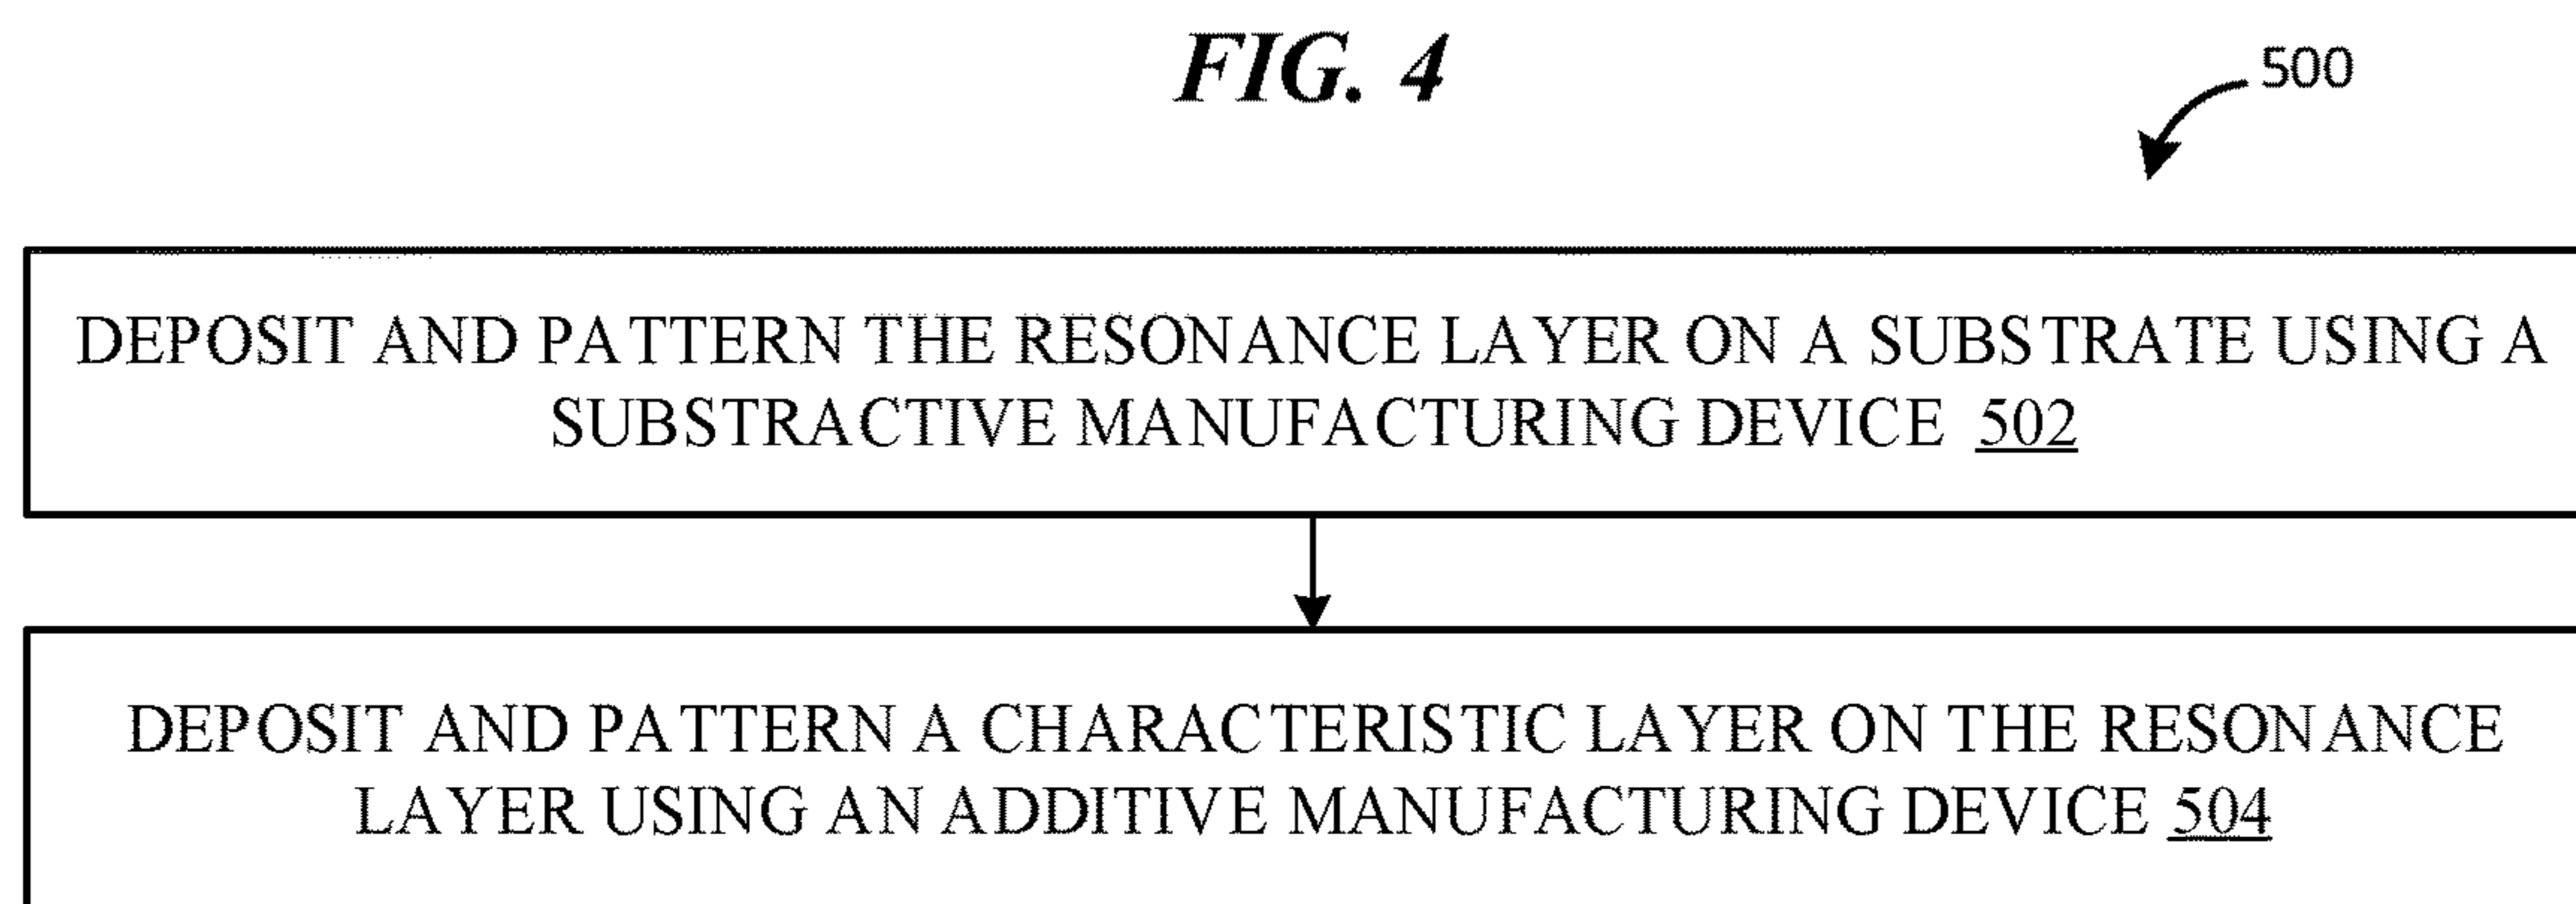 FIG. 4
500
DEPOSIT AND PATTERN THE RESONANCE LAYER ON A SUBSTRATE USING A
SUBSTRACTIVE MANUFACTURING DEVICE 502
DEPOSIT AND PATTERN A CHARACTERISTIC LAYER ON THE RESONANCE
LAYER USING AN ADDITIVE MANUFACTURING DEVICE 504